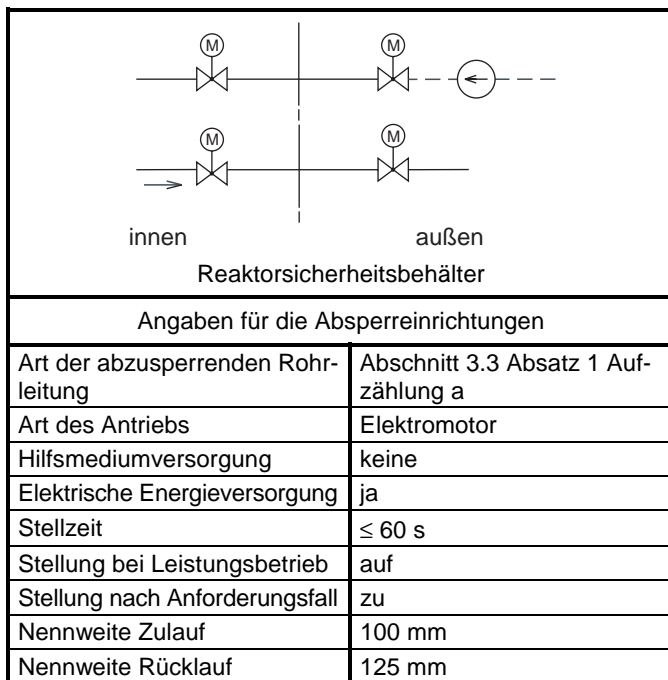 M M
M M
innen außen
Reaktorsicherheitsbehälter
Angaben für die Absperreinrichtungen
Art der abzusperrenden Rohr- Abschnitt 3.3 Absatz 1 Auf-
leitung zählung a
Art des Antriebs Elektromotor
Hilfsmediumversorgung keine
Elektrische Energieversorgung ja
Stellzeit ≤ 60 s
Stellung bei Leistungsbetrieb auf
Stellung nach Anforderungsfall zu
Nennweite Zulauf 100 mm
Nennweite Rücklauf 125 mm